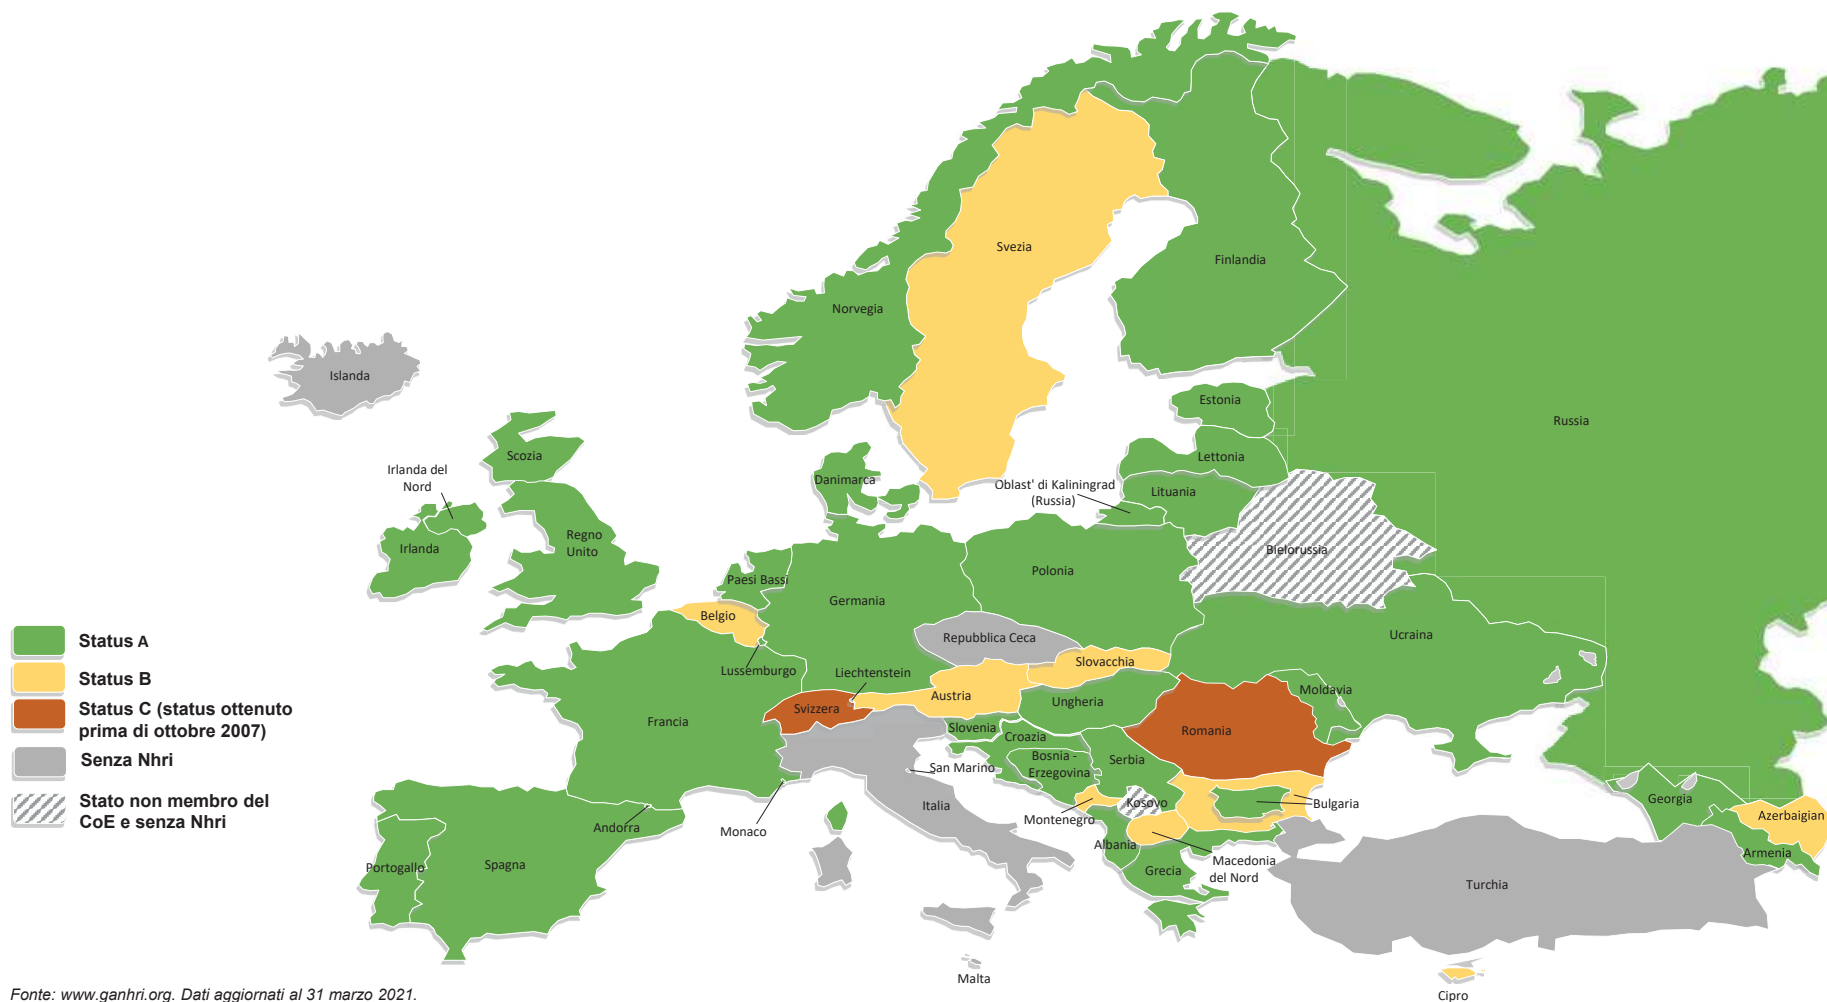 Svezia
Finlandia
Norvegia
Islanda
Russia
Estonia
Scozia
Lettonia
Irlanda del
Nord
Danimarca
Oblast' di Kaliningrad
(Russia)
Lituania
Regno
Unito
Irlanda
Bielorussia
Paesi Bassi
Polonia
Germania
Belgio
Repubblica Ceca
Ucraina
Status A
Status B
Status C (status ottenuto
prima di ottobre 2007)
Senza Nhri
Stato non membro del
CoE e senza Nhri
Lussemburgo
Liechtenstein
Slovacchia
Austria
Ungheria
Moldavia
Svizzera
Francia
Slovenia
Croazia
Romania
Bosnia -
Erzegovina
Serbia
San Marino
Italia
Kosovo
Bulgaria
Georgia
Azerbaigian
Andorra
Monaco
Montenegro
Albania
Macedonia
del Nord
Armenia
Portogallo
Spagna
Grecia
Turchia
Malta
Cipro
Fonte: www.ganhri.org. Dati aggiornati al 31 marzo 2021.